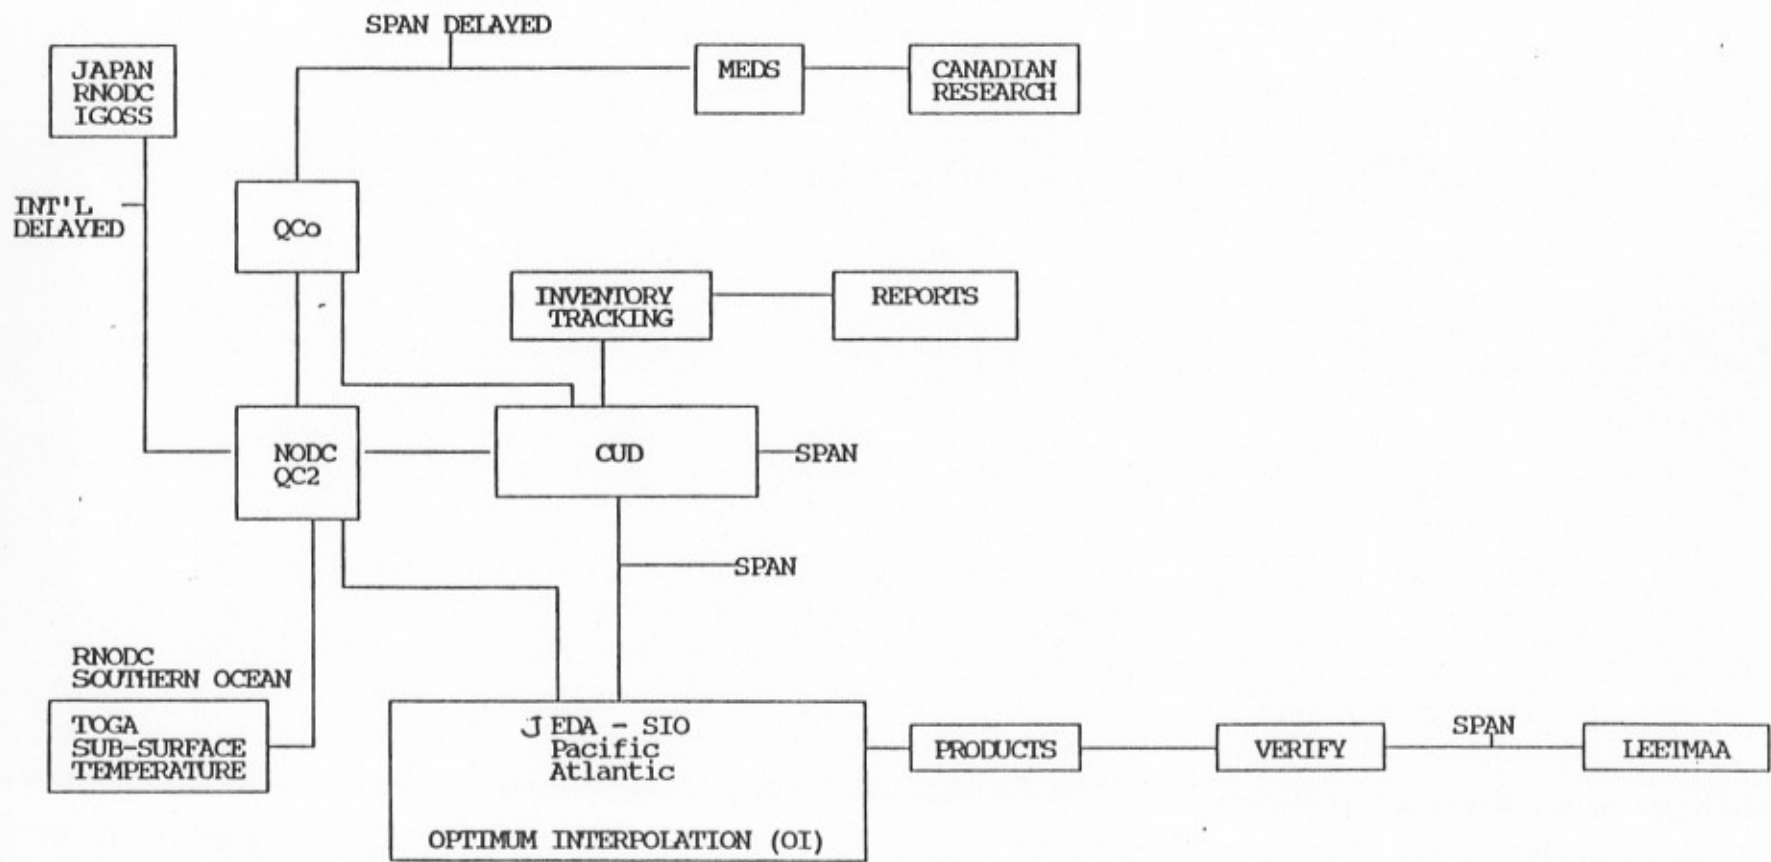 SPAN DELAYED
JAPAN
RNODC
IGOSS
MEDS
CANADIAN
RESEARCH
INT'L
DELAYED
QCo
INVENTORY
TRACKING
REPORTS
NODC
QC2
CUD
SPAN
SPAN
RNODC
SOUTHERN OCEAN
TOGA
SUB-SURFACE
TEMPERATURE
JEDA - SIO
Pacific
Atlantic
OPTIMUM INTERPOLATION (OI)
PRODUCTS
VERIFY
SPAN
LEETMAA